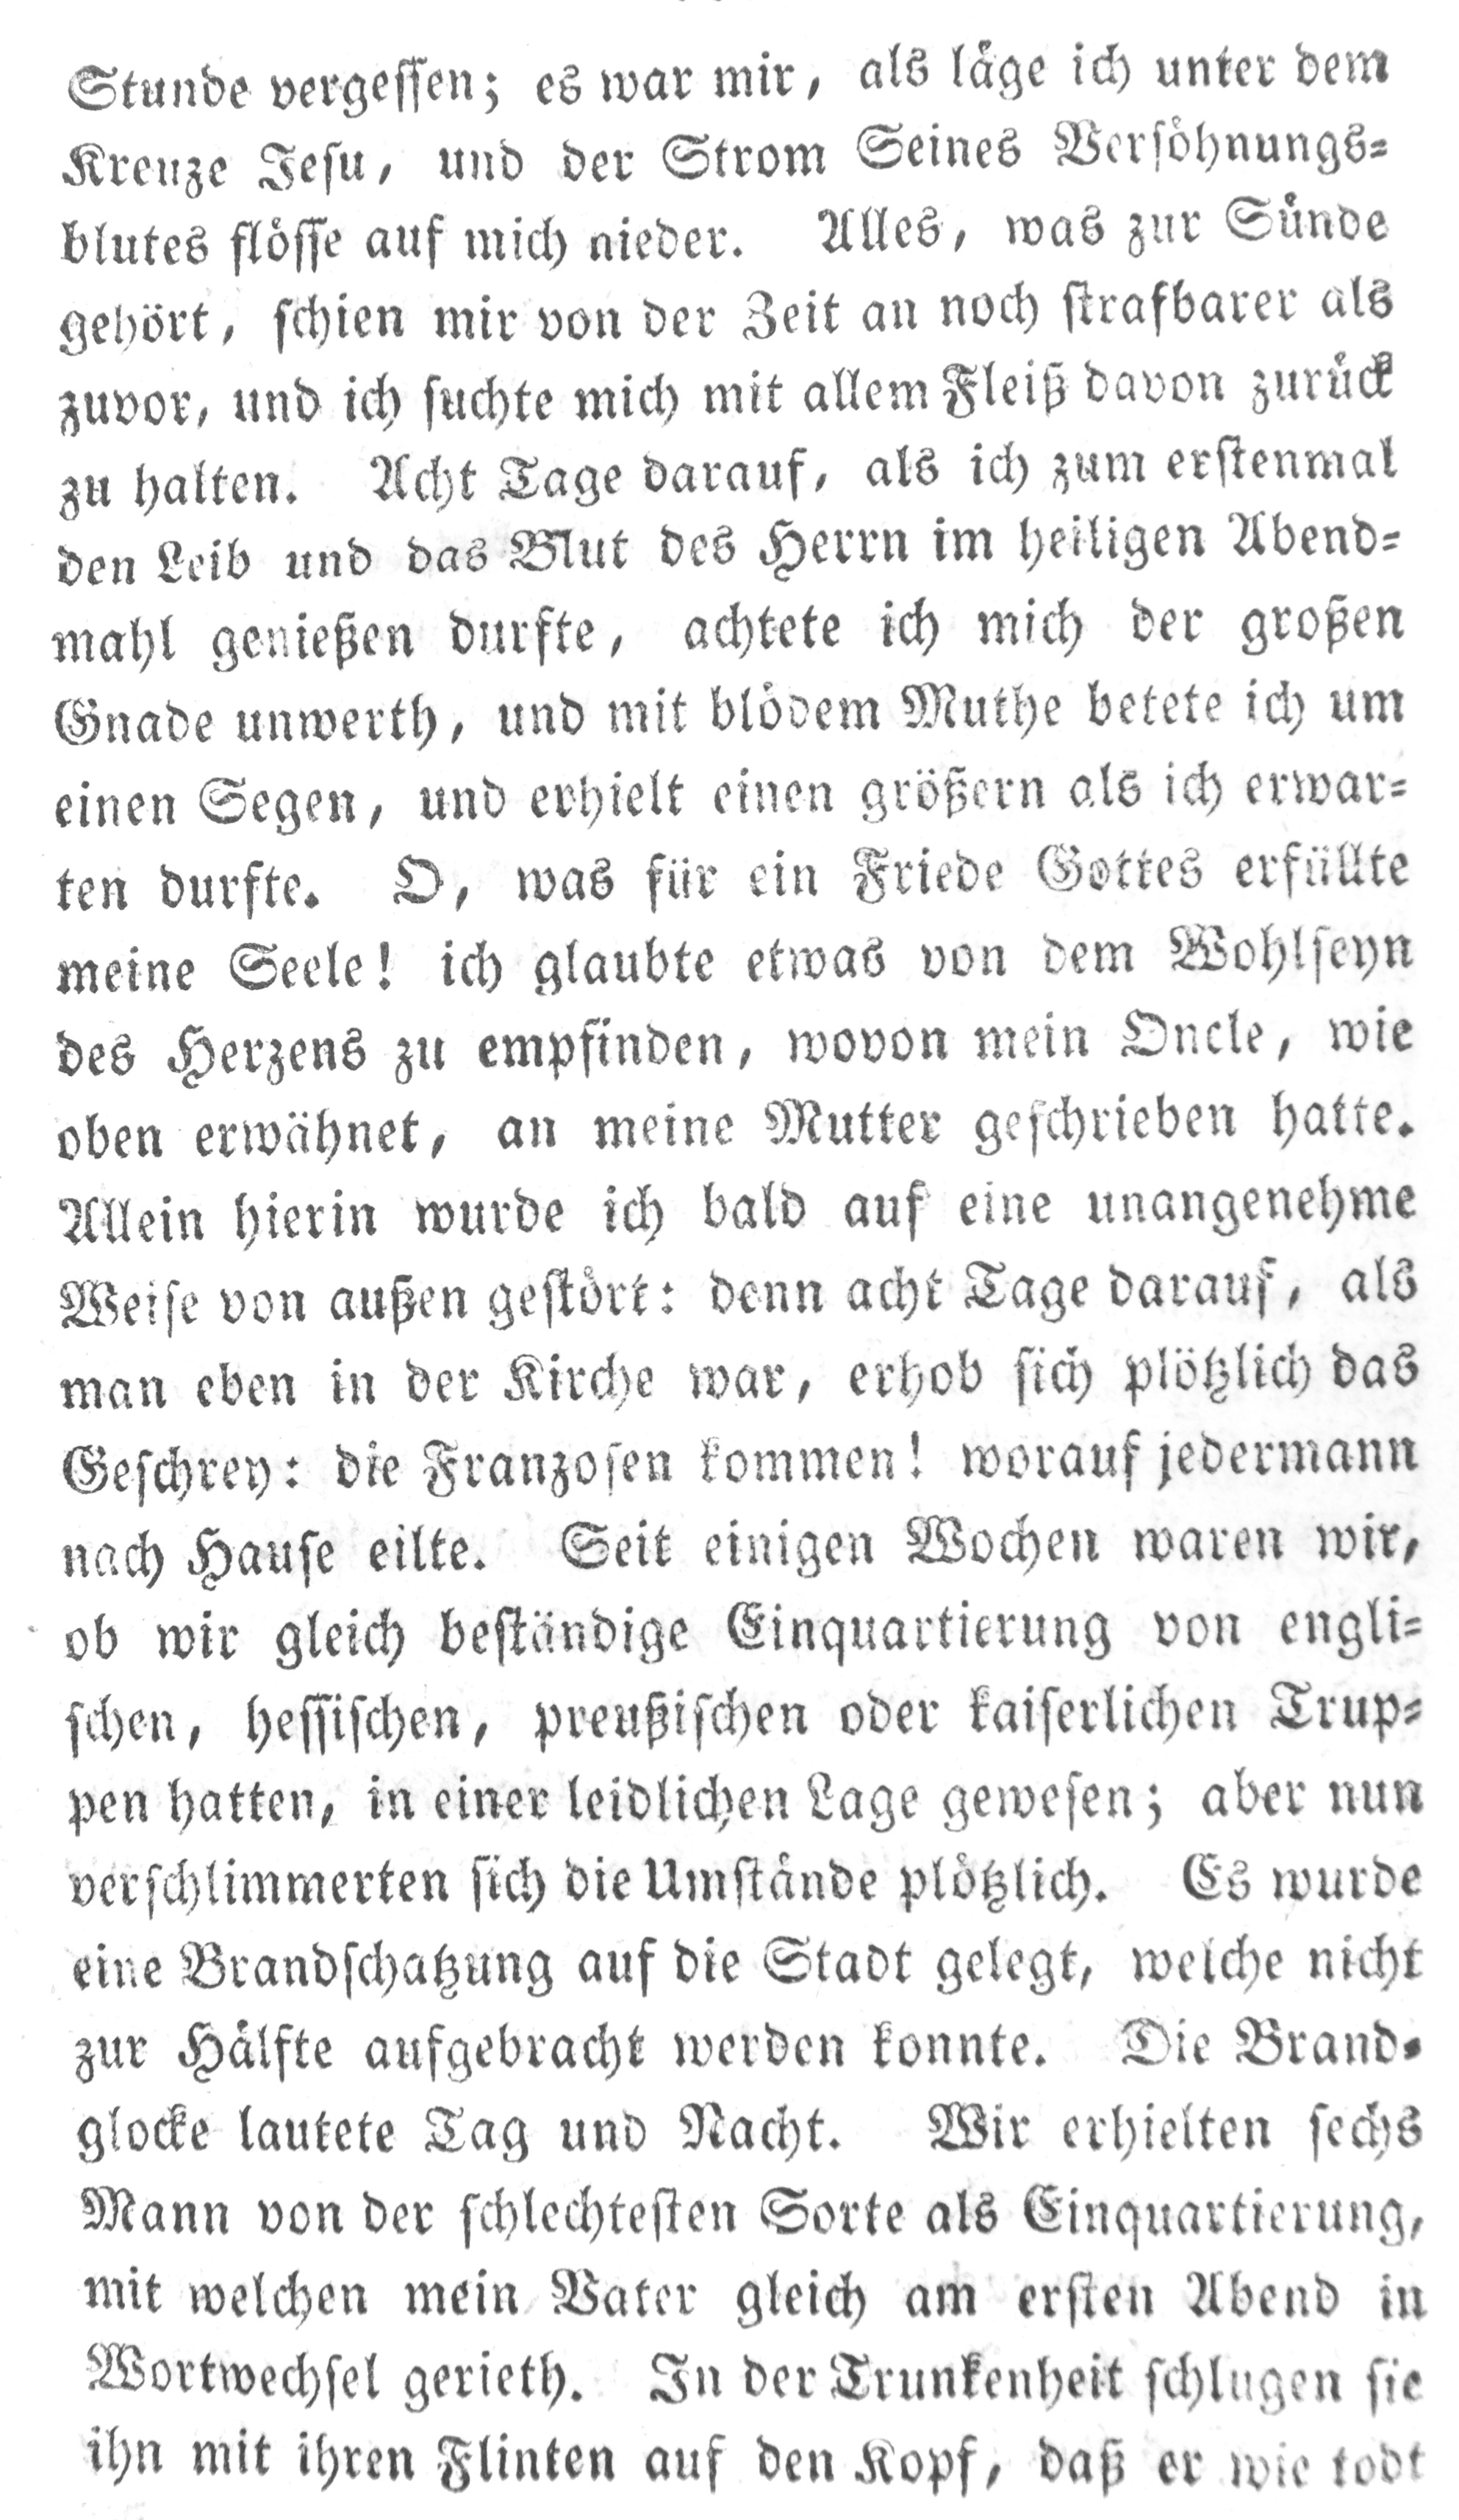 Stunde vergessen; es war mir, als läge ich unter dem
Kreuze Jesu, und der Strom Seines Versöhnungs=
blutes flösse auf mich nieder. Alles, was zur Sünde
gehört, schien mir von der Zeit an noch strafbarer als
zuvor, und ich suchte mich mit allem Fleiß davon zurück
zu halten. Acht Tage darauf, als ich zum erstenmal
den Leib und das Blut des Herrn im heiligen Abend=
mahl genießen durfte, achtete ich mich der großen
Gnade unwerth, und mit blödem Muthe betete ich um
einen Segen, und erhielt einen größern als ich erwar=
ten durfte. O, was für ein Friede Gottes erfüllte
meine Seele! ich glaubte etwas von dem Wohlseyn
des Herzens zu empfinden, wovon mein Oncle, wie
oben erwähnet, an meine Mutter geschrieben hatte.
Allein hierin wurde ich bald auf eine unangenehme
Weise von außen gestört: denn acht Tage darauf, als
man eben in der Kirche war, erhob sich plötzlich das
Geschrey: die Franzosen kommen! worauf jedermann
nach Hause eilte. Seit einigen Wochen waren wir,
ob wir gleich beständige Einquartierung von engli=
schen, hessischen, preußischen oder kaiserlichen Trup=
pen hatten, in einer leidlichen Lage gewesen; aber nun
verschlimmerten sich die Umstände plötzlich. Es wurde
eine Brandschatzung auf die Stadt gelegt, welche nicht
zur Hälfte aufgebracht werden konnte. Die Brand=
glocke lautete Tag und Nacht. Wir erhielten sechs
Mann von der schlechtesten Sorte als Einquartierung,
mit welchen mein Vater gleich am ersten Abend in
Wortwechsel gerieth. In der Trunkenheit schlugen sie
ihn mit ihren Flinten auf den Kopf, daß er wie todt